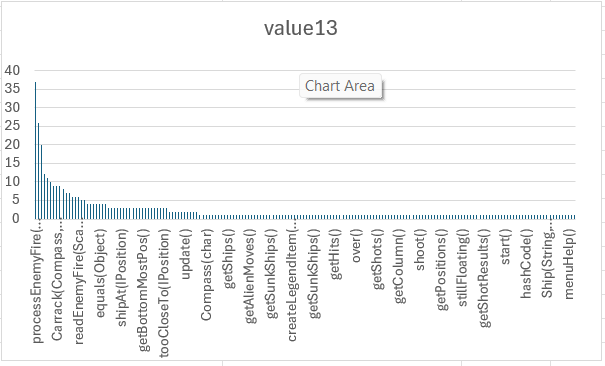 value13
40
35
30
25
20
15
10
5
0
Chart Area
processEnemyFire(...
Carrack(Compass,...
readEnemyFire(Sca...
equals(Object)
shipAt(IPosition)
getBottomMostPos()
tooCloseTo(IPosition)
update()
Compass(char)
getShips()
getAlienMoves()
getSunkShips()
createLegendItem(...
getSunkShips()
getHits()
over()
getShots()
getColumn()
shoot()
getPositions()
stillFloating()
getShotResults()
start()
hashCode()
Ship(String,...
menuHelp()